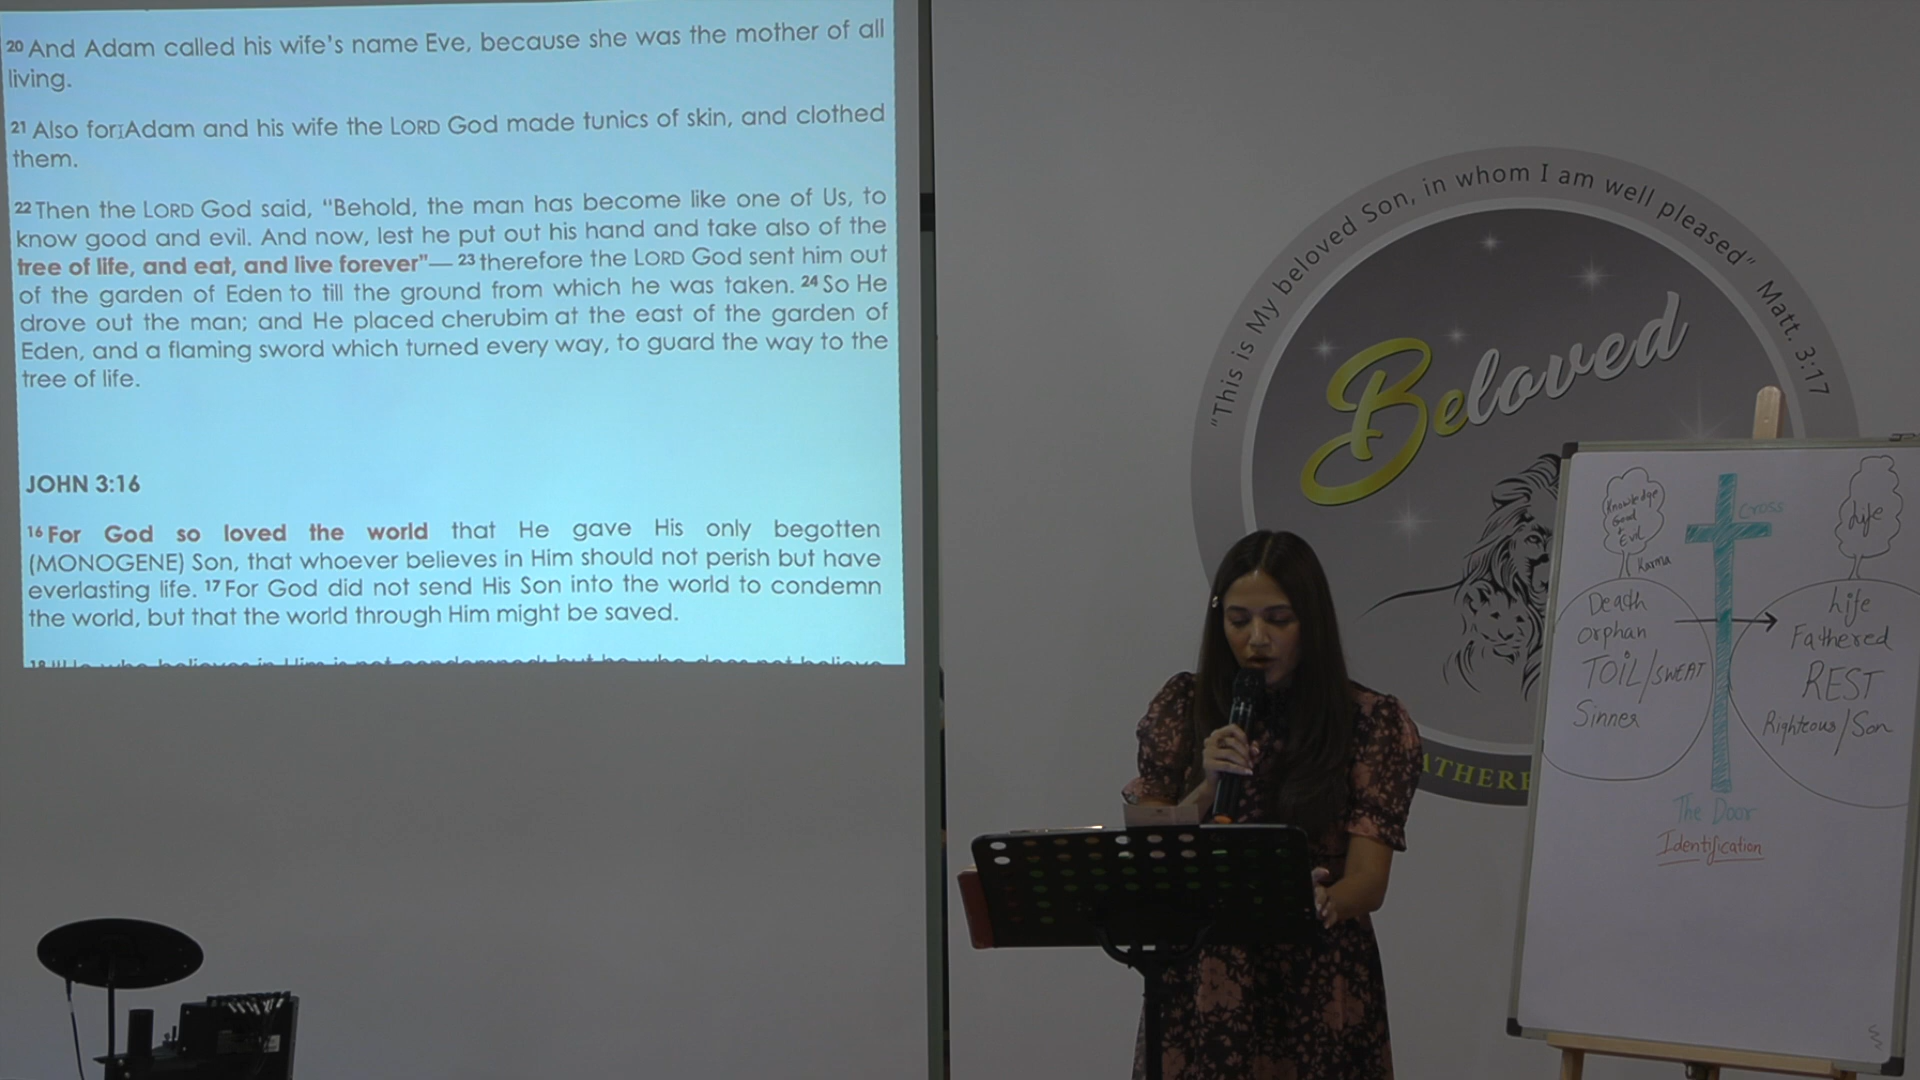 20 And Adam called his wife's name Eve, because she was the mother of all
living.
21 Also for Adam and his wife the LORD God made tunics of skin, and clothed
them.
22 Then the LORD God said, "Behold, the man has become like one of Us, to
know good and evil. And now, lest he put out his hand and take also of the
tree of life, and eat, and live forever"— 23 therefore the LORD God sent him out
of the garden of Eden to till the ground from which he was taken. 24 So He
drove out the man; and He placed cherubim at the east of the garden of
Eden, and a flaming sword which turned every way, to guard the way to the
tree of life.
JOHN 3:16
16 For God so loved the world that He gave His only begotten
(MONOGENE) Son, that whoever believes in Him should not perish but have
everlasting life. 17 For God did not send His Son into the world to condemn
the world, but that the world through Him might be saved.
"This is My beloved Son, in whom I am well pleased" Matt. 3:17
Beloved
Knowledge
Good
+
Evil
Karma
Cross
Life
Death
Orphan
TOIL/SWEAT
Sinner
Life
Fathered
REST
Righteous/Son
The Door
Identification